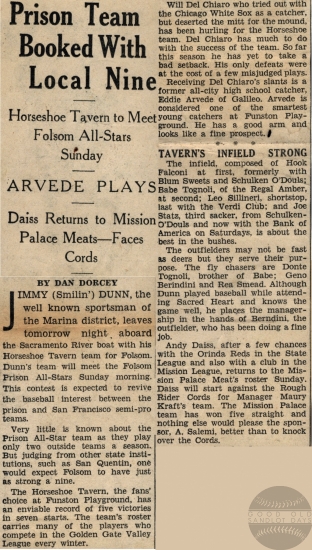 Prison Team
Booked With
Local Nine
Horseshoe Tavern to Meet
Folsom All-Stars
Sunday
ARVEDE PLAYS
Daiss Returns to Mission
Palace Meats—Faces
Cords
BY DAN DORCEY
JIMMY (Smilin') DUNN, the
well known sportsman of
the Marina district, leaves
tomorrow night, aboard
the Sacramento River boat with his
Horseshoe Tavern team for Folsom.
Dunn's team will meet the Folsom
Prison All-Stars Sunday morning.
This contest is expected to revive
the baseball interest between the
prison and San Francisco semi-pro
teams.
Very little is known about the
Prison All-Star team as they play
only two outside teams a season.
But judging from other state insti-
tutions, such as San Quentin, one
would expect Folsom to have just
as strong a nine.
The Horseshoe Tavern, the fans'
choice at Funston Playground, has
an enviable record of five victories
in seven starts. The team's roster
carries many of the players who
compete in the Golden Gate Valley
League every winter.
Will Del Chiaro who tried out with
the Chicago White Sox as a catcher,
but deserted the mitt for the mound,
has been hurling for the Horseshoe
team. Del Chiaro has much to do
with the success of the team. So far
this season he has yet to take a
bad setback. His only defeats were
at the cost of a few misjudged plays.
Receiving Del Chiaro's slants is a
former all-city high school catcher,
Eddie Arvede of Galileo. Arvede is
considered one of the smartest
young catchers at Funston Play-
ground. He has a good arm and
looks like a fine prospect.
TAVERN'S INFIELD STRONG
The infield, composed of Hook
Falconi at first, formerly with
Blum Sweets and Schulken O'Douls;
Babe Tognoli, of the Regal Amber,
at second; Leo Sillineri, shortstop,
last with the Verdi Club; and Joe
Statz, third sacker, from Schulken-
O'Douls and now with the Bank of
America on Saturdays, is about the
best in the bushes.
The outfielders may not be fast
as deers but they serve their pur-
pose. The fly chasers are Donte
Tognoli, brother of Babe; Geno
Berindini and Rea Smead. Although
Dunn played baseball while attend-
ing Sacred Heart and knows the
game well, he places the manager-
ship in the hands of Berndini, the
outfielder, who has been doing a fine
job.
Andy Daiss, after a few chances
with the Orinda Reds in the State
League and also with a club in the
Mission League, returns to the Mis-
sion Palace Meat's roster Sunday.
Daiss will start against the Rough
Rider Cords for Manager Maury
Kraft's team. The Mission Palace
team has won five straight and
nothing else would please the spon-
sor, A. Salemi, better than to knock
over the Cords.